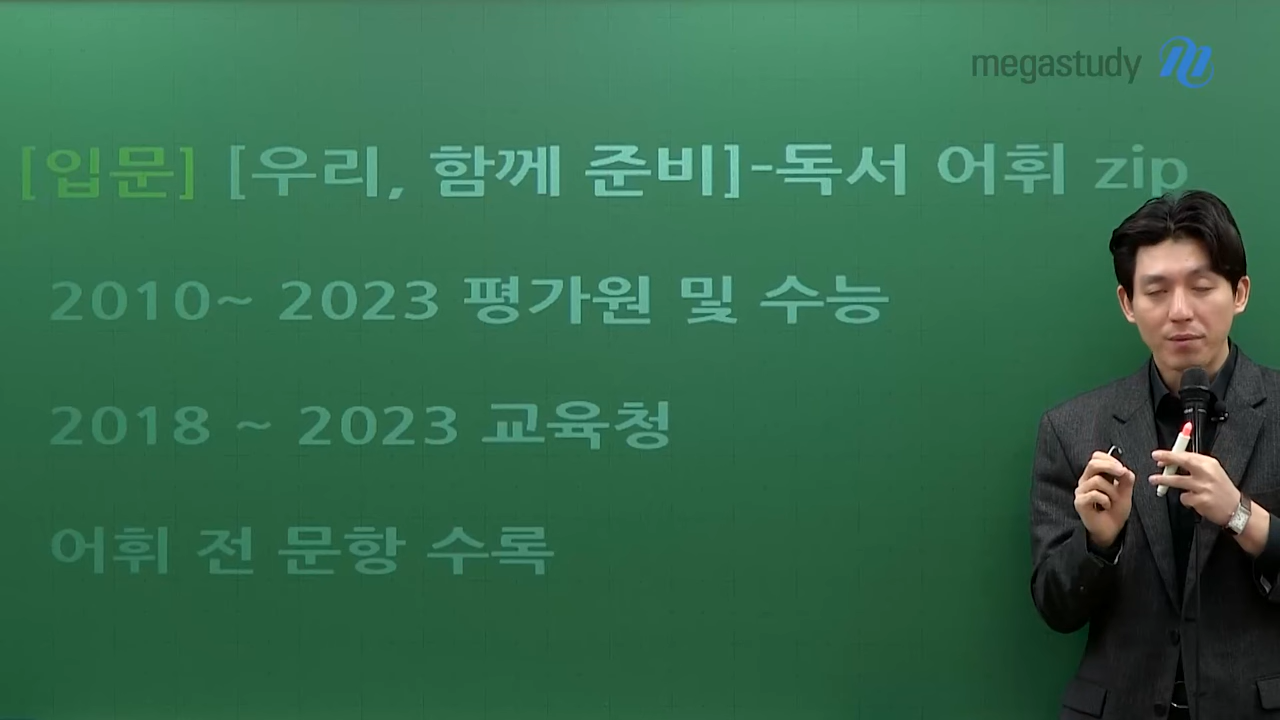 megastudy
[입문] [우리, 함께 준비]-독서 어휘 zip
2010~ 2023 평가원 및 수능
2018 ~ 2023 교육청
어휘 전 문항 수록